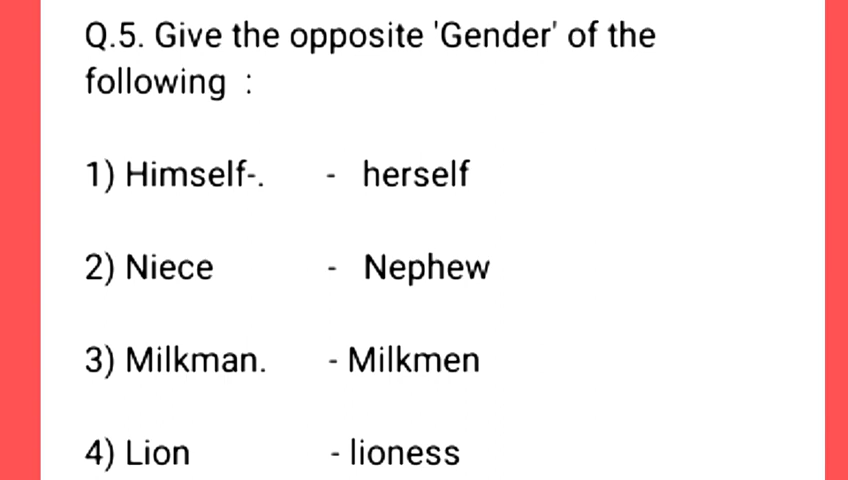 Q.5. Give the opposite 'Gender' of the
following :
1) Himself-. - herself
2) Niece - Nephew
3) Milkman. - Milkmen
4) Lion - lioness